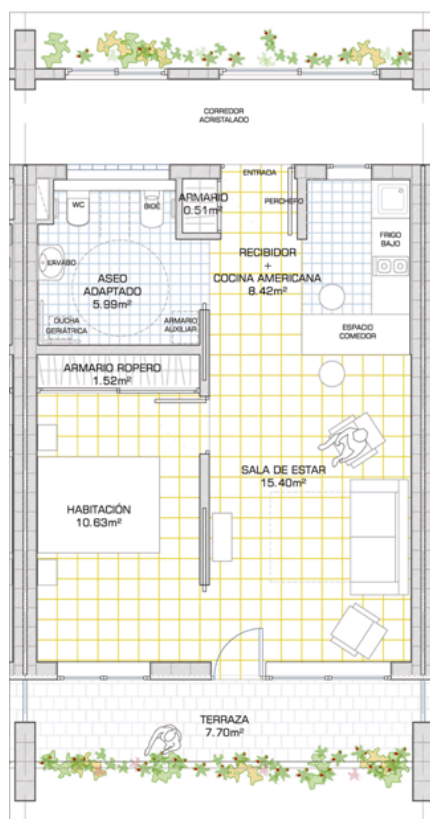 CORREDOR
ACRISTALADO
ENTRADA
ARMARIO
0.51m²
PERCHERO
WC
BIDÉ
FRIGO
BAJO
RECIBIDOR
+
COCINA AMERICANA
8.42m²
LAVABO
ASEO
ADAPTADO
5.99m²
DUCHA
GERIÁTRICA
ARMARIO
AUXILIAR
ESPACIO
COMEDOR
ARMARIO ROPERO
1.52m²
SALA DE ESTAR
15.40m²
HABITACIÓN
10.63m²
TERRAZA
7.70m²